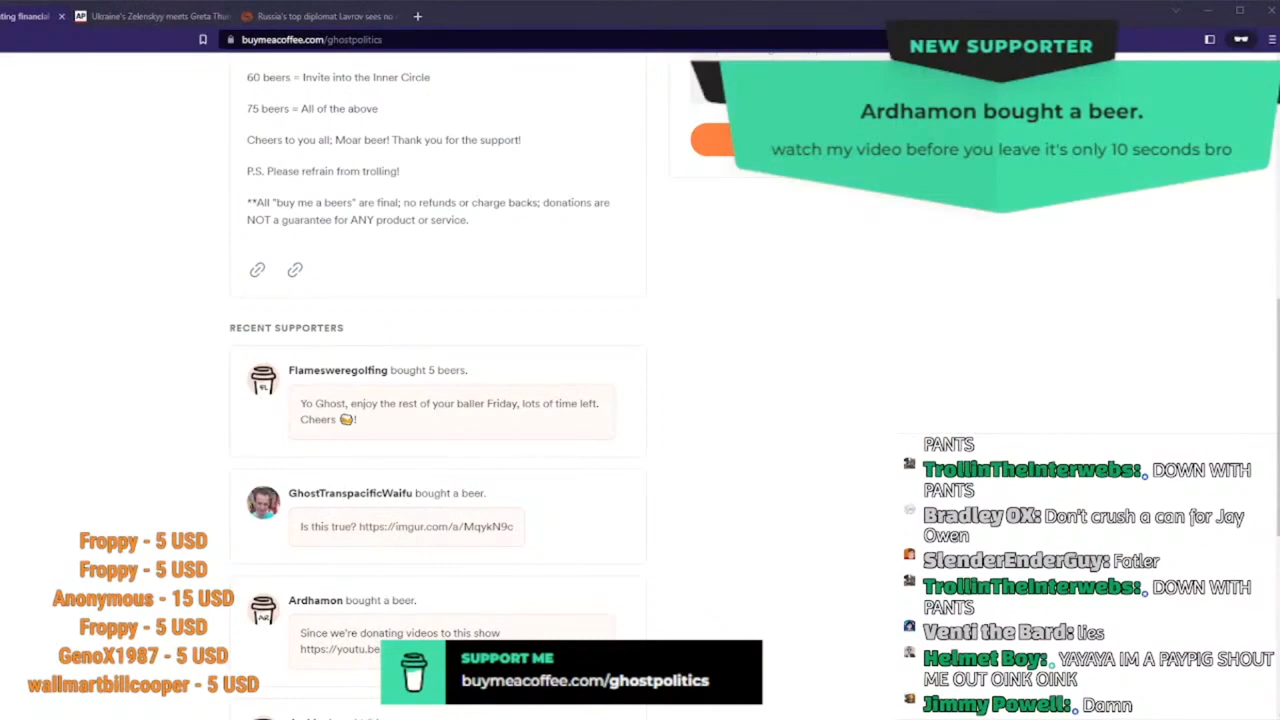 ting financial
Ukraine's Zelenskyy meets Greta Thu
Russia's top diplomat Lavrov sees no
buymeacoffee.com/ghostpolitics
60 beers = Invite into the Inner Circle
75 beers = All of the above
Cheers to you all; Moar beer! Thank you for the support!
P.S. Please refrain from trolling!
**All "buy me a beers" are final; no refunds or charge backs; donations are
NOT a guarantee for ANY product or service.
NEW SUPPORTER
Ardhamon bought a beer.
watch my video before you leave it's only 10 seconds bro
RECENT SUPPORTERS
Flamesweregolfing bought 5 beers.
Yo Ghost, enjoy the rest of your baller Friday, lots of time left.
Cheers 🍻!
GhostTranspacificWaifu bought a beer.
Is this true? https://imgur.com/a/MqykN9c
Ardhamon bought a beer.
Since we're donating videos to this show
https://youtu.be
Froppy - 5 USD
Froppy - 5 USD
Anonymous - 15 USD
Froppy - 5 USD
GenoX1987 - 5 USD
wallmartbillcooper - 5 USD
SUPPORT ME
buymeacoffee.com/ghostpolitics
PANTS
TrollinTheInterwebs: DOWN WITH
PANTS
Bradley OX: Don't crush a can for Jay
Owen
SlenderEnderGuy: Fatler
TrollinTheInterwebs: DOWN WITH
PANTS
Venti the Bard: lies
Helmet Boy: YAYAYA IM A PAYPIG SHOUT
ME OUT OINK OINK
Jimmy Powell: Damn